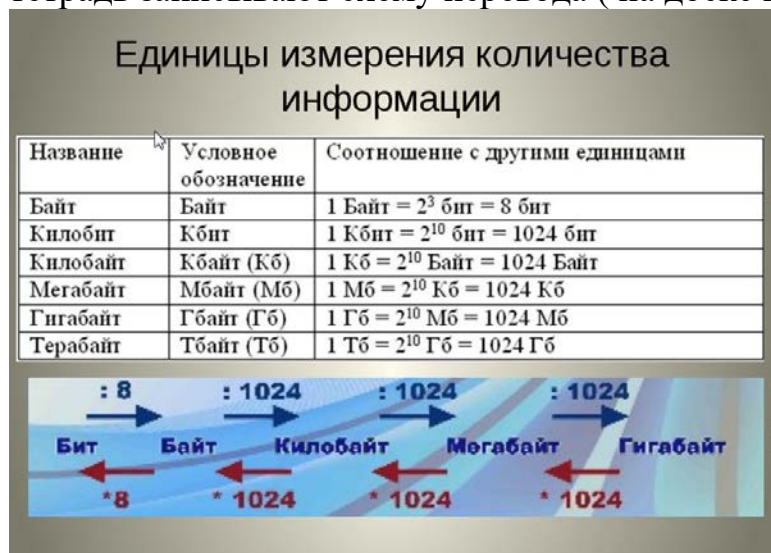 Единицы измерения количества
информации
Название Условное обозначение Соотношение с другими единицами
Байт Байт 1 Байт = 2³ бит = 8 бит
Килобит Кбит 1 Кбит = 2¹⁰ бит = 1024 бит
Килобайт Кбайт (Кб) 1 Кб = 2¹⁰ Байт = 1024 Байт
Мегабайт Мбайт (Мб) 1 Мб = 2¹⁰ Кб = 1024 Кб
Гигабайт Гбайт (Гб) 1 Гб = 2¹⁰ Мб = 1024 Мб
Терабайт Тбайт (Тб) 1 Тб = 2¹⁰ Гб = 1024 Гб
: 8 : 1024 : 1024 : 1024
Бит Байт Килобайт Мегабайт Гигабайт
*8 * 1024 * 1024 * 1024